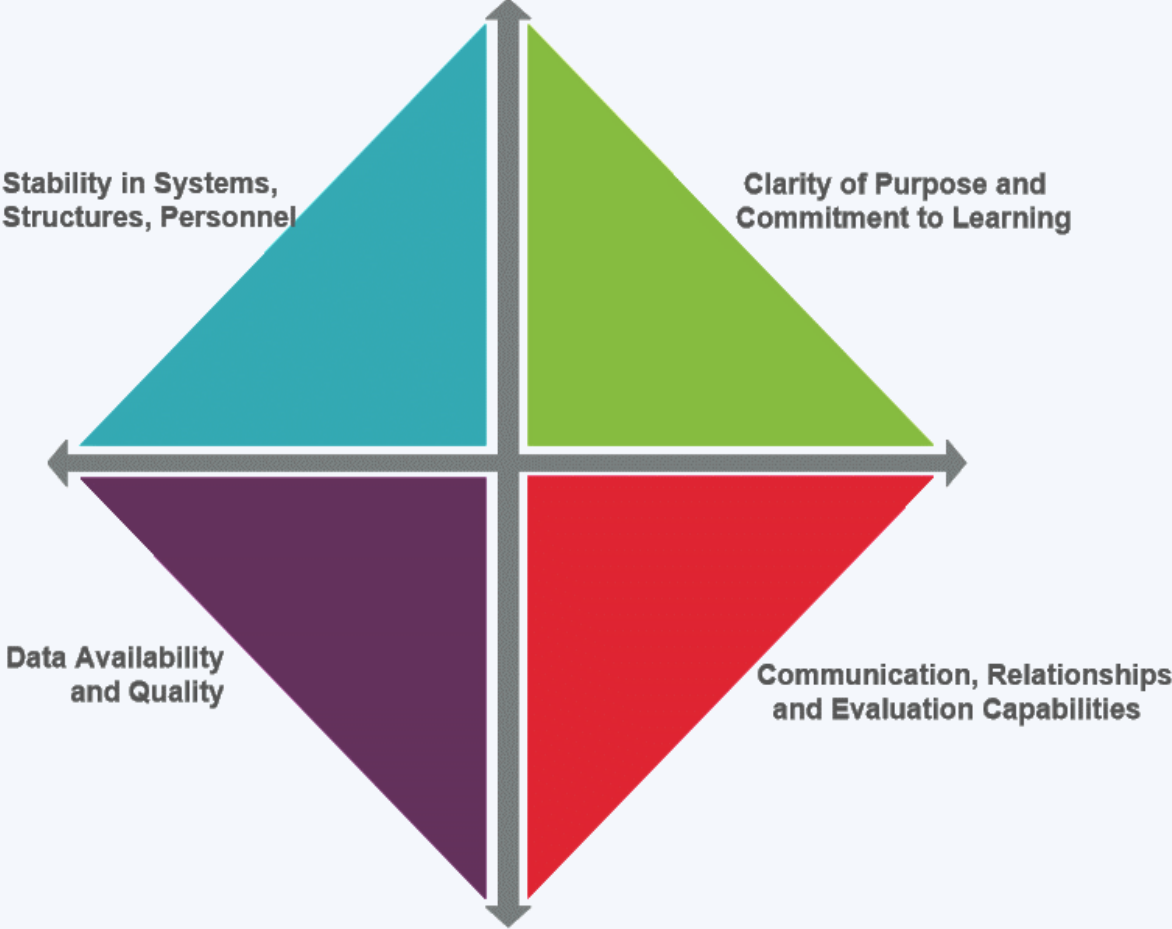 Stability in Systems,
Structures, Personnel
Clarity of Purpose and
Commitment to Learning
Data Availability
and Quality
Communication, Relationships
and Evaluation Capabilities